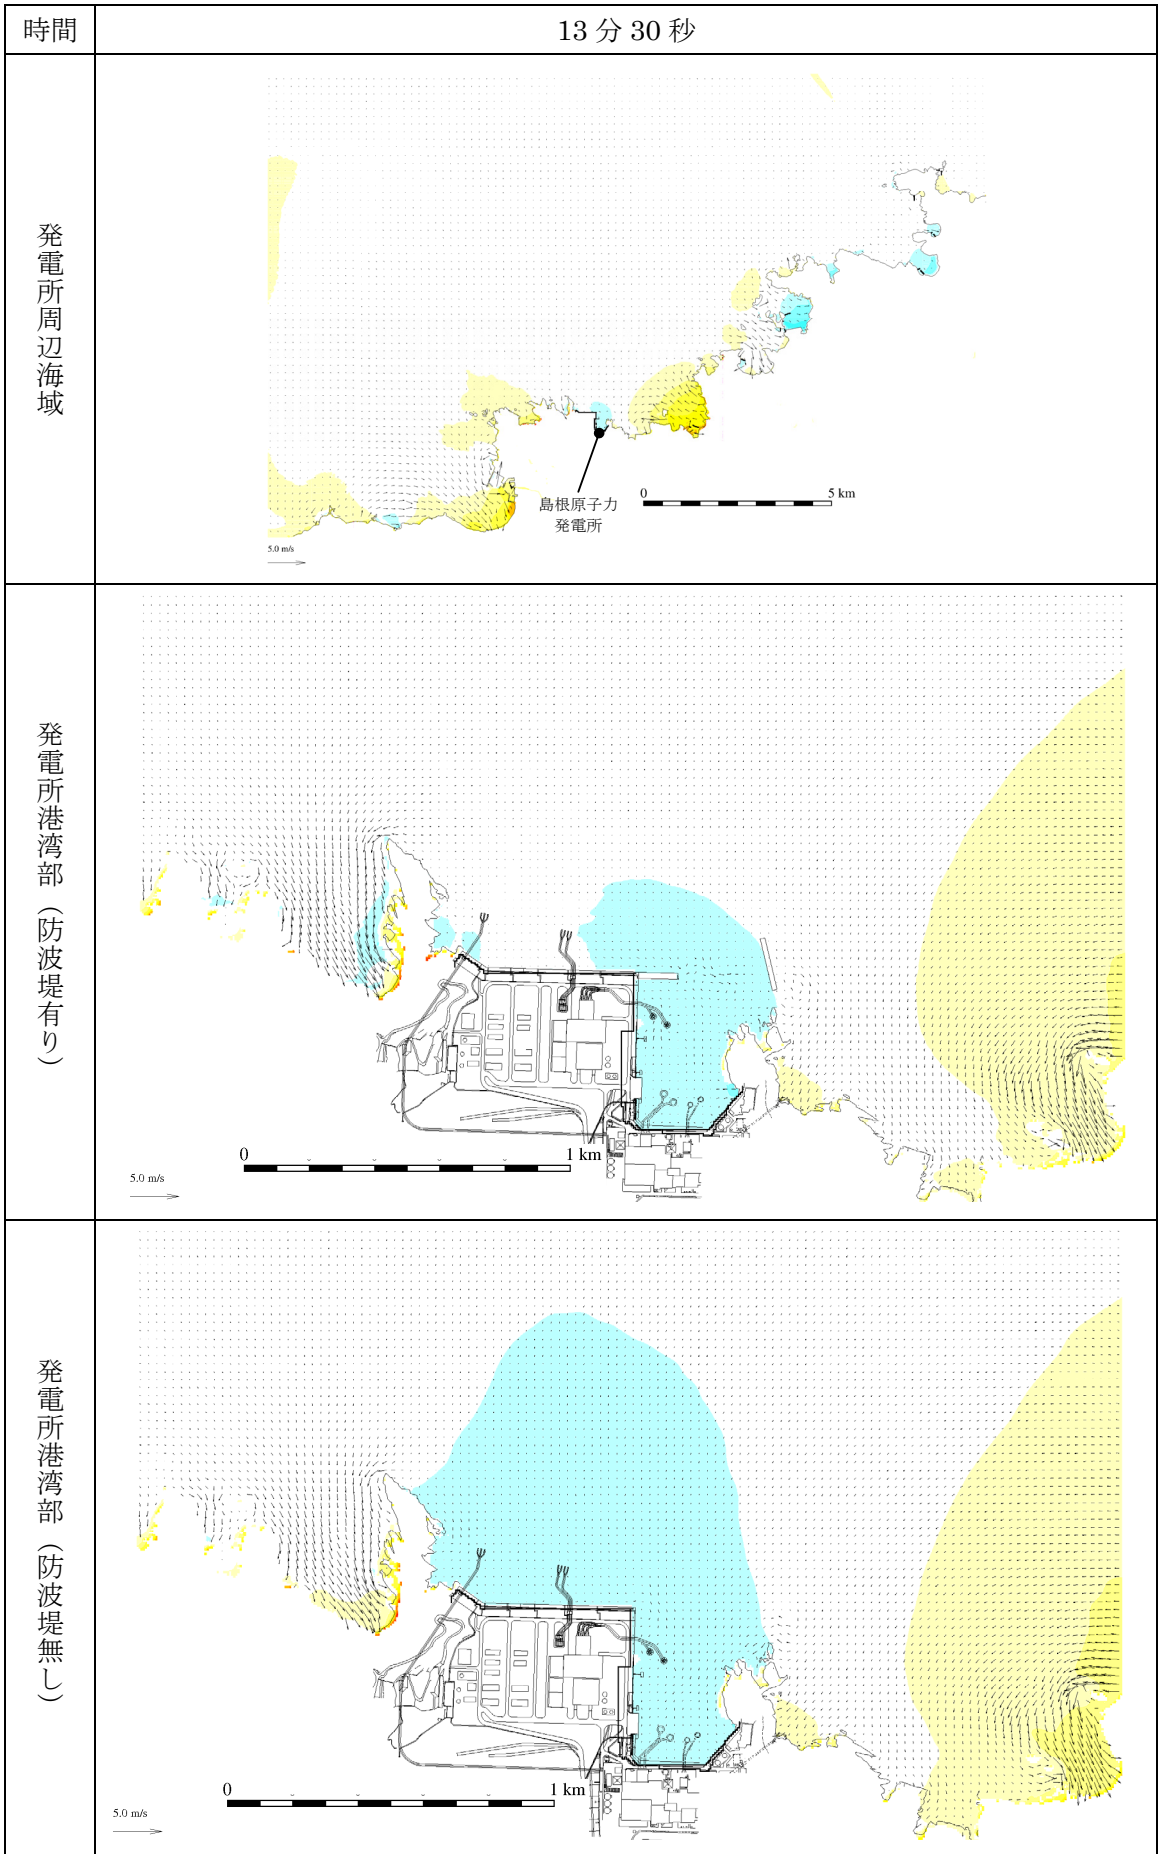 時間
13分30秒
発電所周辺海域
島根原子力
発電所
0
5 km
5.0 m/s
発電所港湾部（防波堤有り）
0
1 km
5.0 m/s
発電所港湾部（防波堤無し）
0
1 km
5.0 m/s